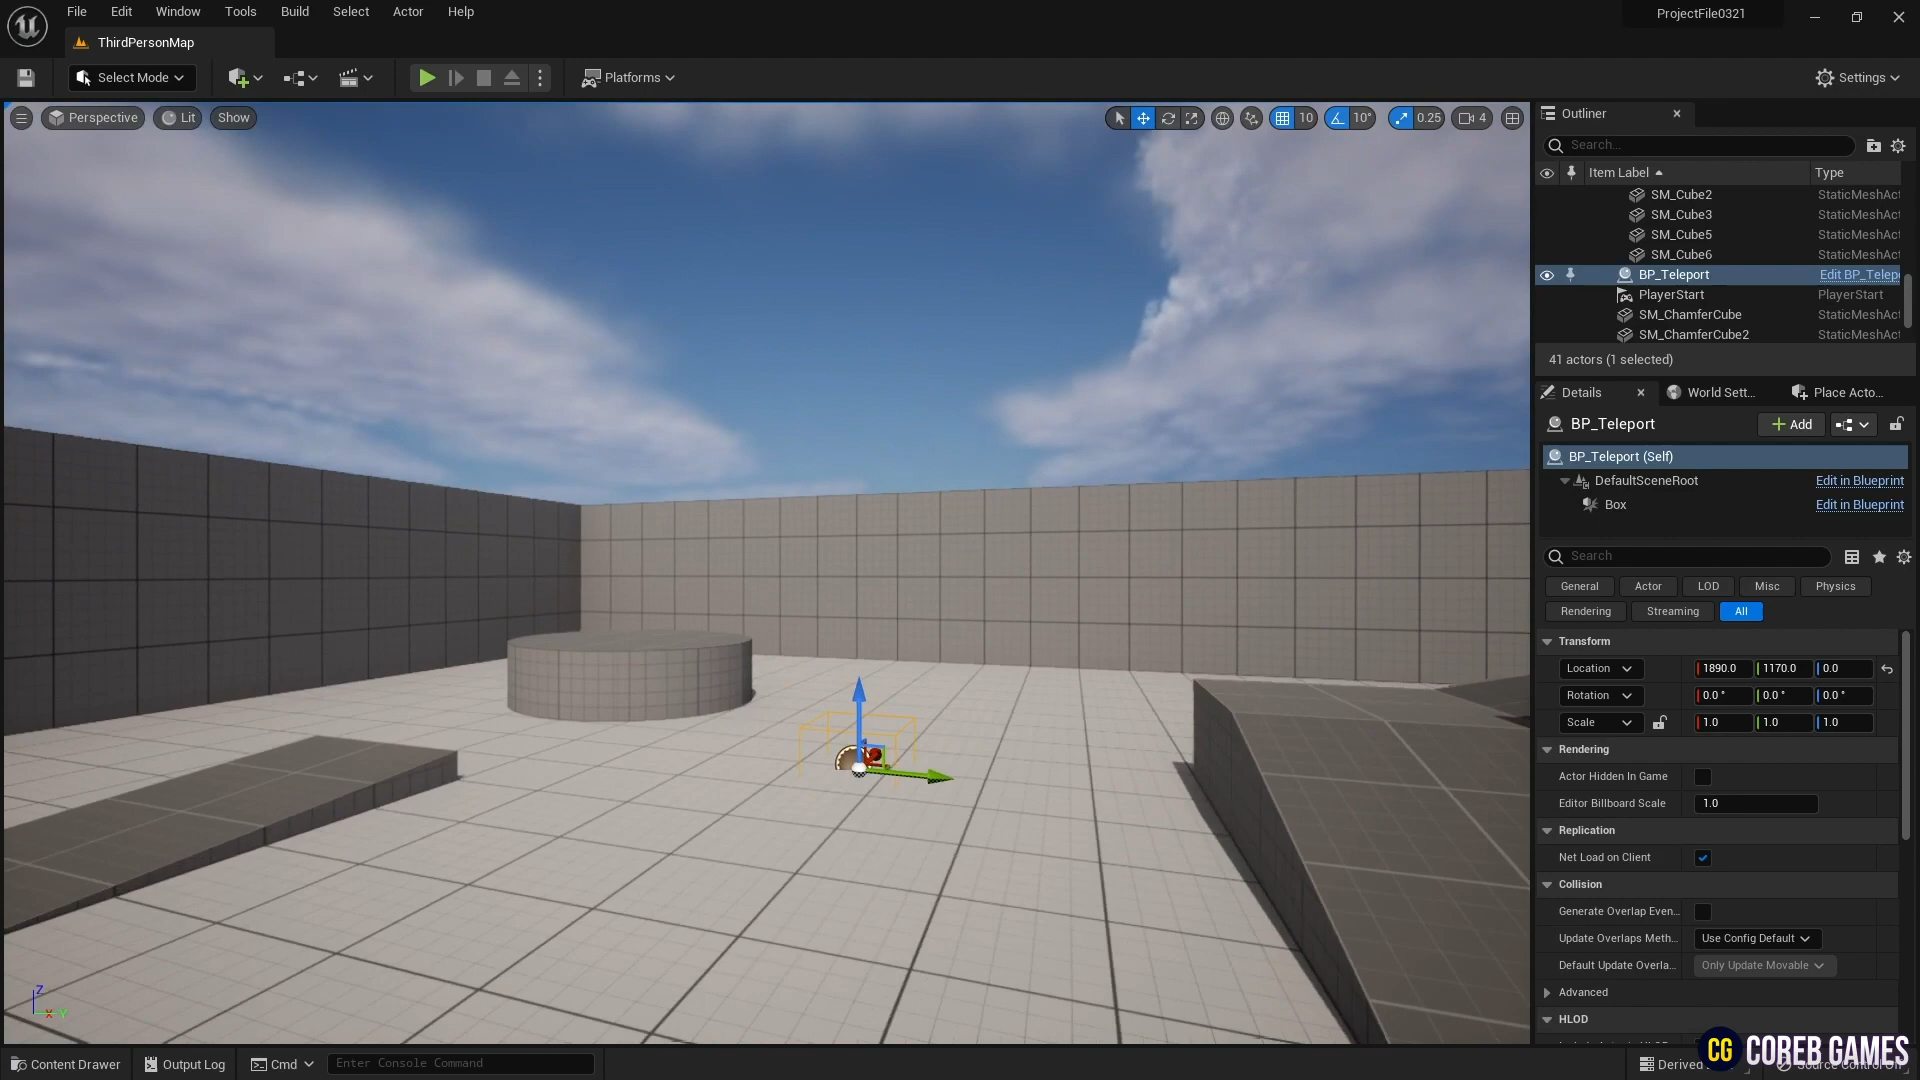 File Edit Window Tools Build Select Actor Help
ProjectFile0321
ThirdPersonMap
Select Mode
Platforms
Settings
Perspective Lit Show
10 10° 0.25 4
Outliner
Search...
Item Label Type
SM_Cube2 StaticMeshAct
SM_Cube3 StaticMeshAct
SM_Cube5 StaticMeshAct
SM_Cube6 StaticMeshAct
BP_Teleport Edit BP_Telep
PlayerStart PlayerStart
SM_ChamferCube StaticMeshAct
SM_ChamferCube2 StaticMeshAct
41 actors (1 selected)
Details World Sett... Place Acto...
BP_Teleport Add
BP_Teleport (Self)
DefaultSceneRoot Edit in Blueprint
Box Edit in Blueprint
Search
General Actor LOD Misc Physics
Rendering Streaming All
Transform
Location 1890.0 1170.0 0.0
Rotation 0.0° 0.0° 0.0°
Scale 1.0 1.0 1.0
Rendering
Actor Hidden In Game
Editor Billboard Scale 1.0
Replication
Net Load on Client
Collision
Generate Overlap Even...
Update Overlaps Meth... Use Config Default
Default Update Overla... Only Update Movable
Advanced
HLOD
Z
X Y
Content Drawer Output Log Cmd Enter Console Command
Derived
CG COREB GAMES